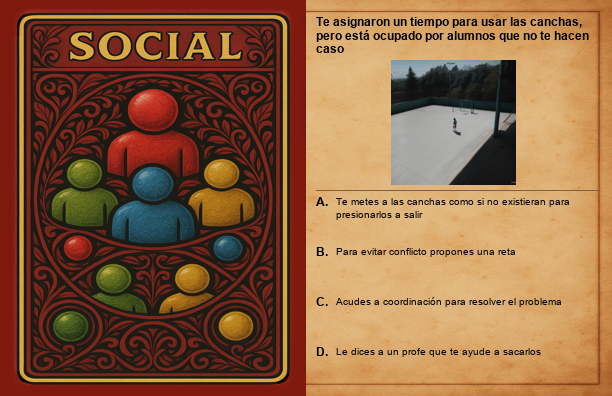 SOCIAL
Te asignaron un tiempo para usar las canchas,
pero está ocupado por alumnos que no te hacen
caso
A. Te metes a las canchas como si no existieran para
presionarlos a salir
B. Para evitar conflicto propones una reta
C. Acudes a coordinación para resolver el problema
D. Le dices a un profe que te ayude a sacarlos